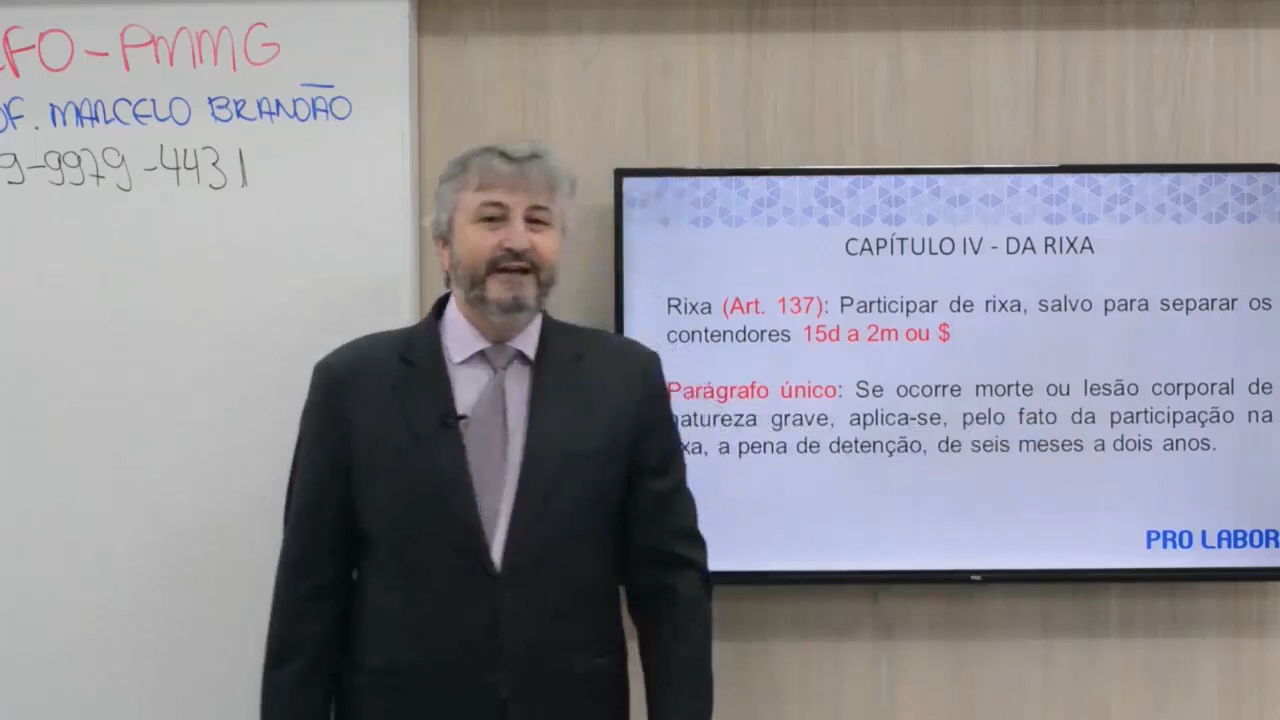 CFO-PMMG
OF. MARCELO BRANDÃO
9-9979-4431
CAPÍTULO IV - DA RIXA
Rixa (Art. 137): Participar de rixa, salvo para separar os
contendores 15d a 2m ou $
Parágrafo único: Se ocorre morte ou lesão corporal de
natureza grave, aplica-se, pelo fato da participação na
ixa, a pena de detenção, de seis meses a dois anos.
PRO LABOR